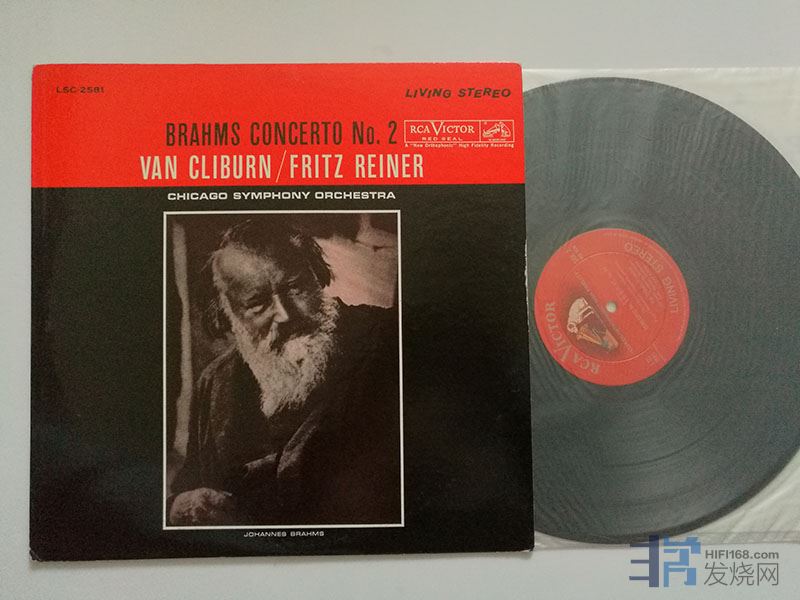 LSC-2581
LIVING STEREO
BRAHMS CONCERTO No. 2
RCA VICTOR
RED SEAL
A "New Orthophonic" High Fidelity Recording
VAN CLIBURN/FRITZ REINER
CHICAGO SYMPHONY ORCHESTRA
JOHANNES BRAHMS
RCA VICTOR
LIVING STEREO
HIFI168.com
发烧网